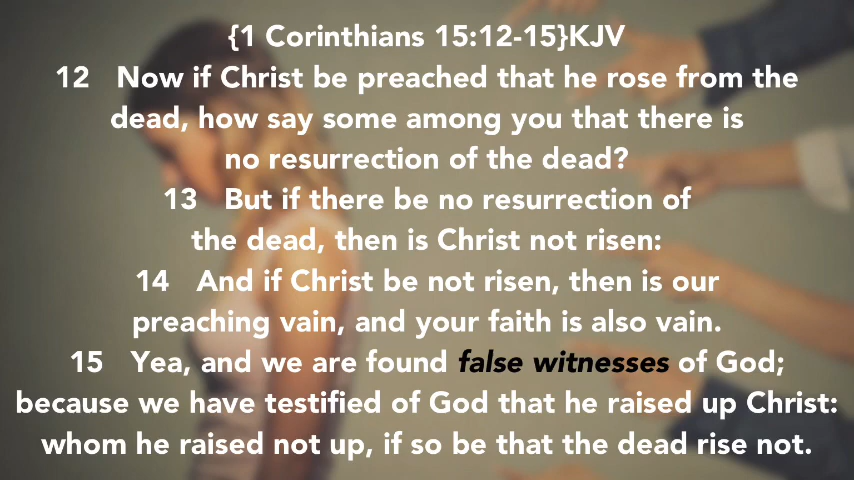 {1 Corinthians 15:12-15}KJV
12 Now if Christ be preached that he rose from the
dead, how say some among you that there is
no resurrection of the dead?
13 But if there be no resurrection of
the dead, then is Christ not risen:
14 And if Christ be not risen, then is our
preaching vain, and your faith is also vain.
15 Yea, and we are found false witnesses of God;
because we have testified of God that he raised up Christ:
whom he raised not up, if so be that the dead rise not.